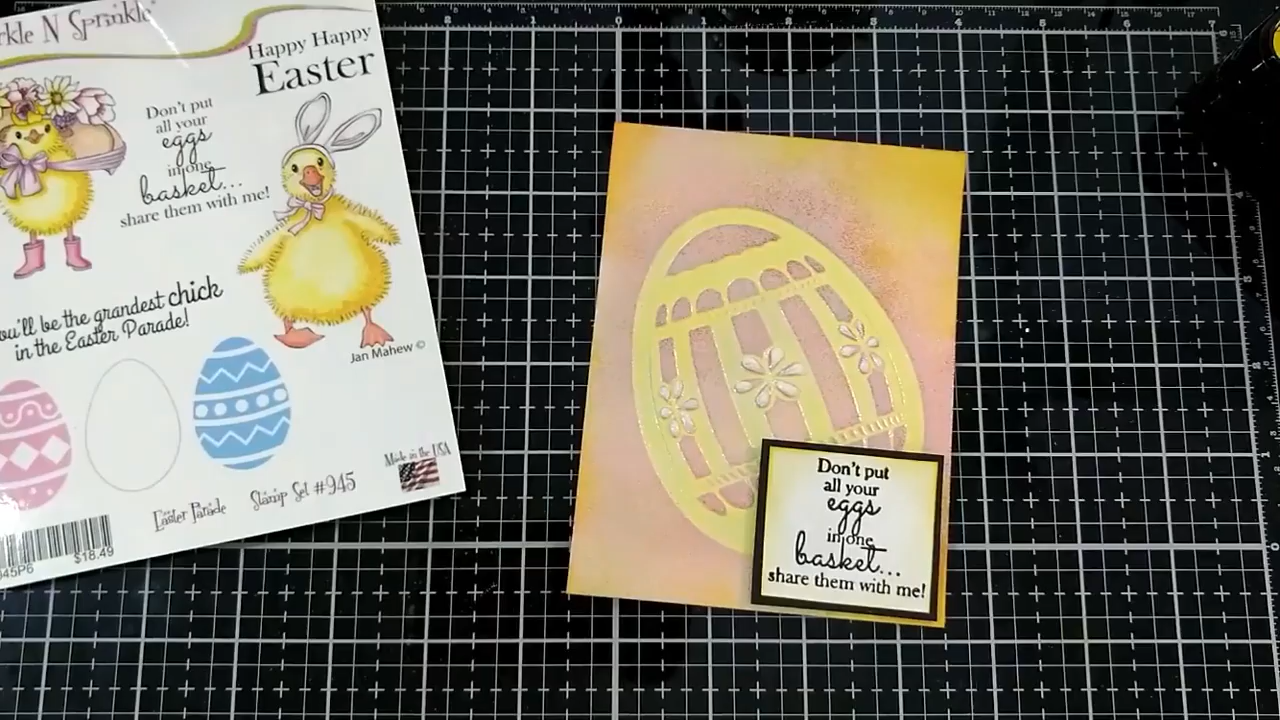 N Sprinkle
Happy Happy
Easter
Don't put
all your
eggs
in one
basket...
share them with me!
be the grandest chick
in the Easter Parade!
Jan Mahew ©
Made in the USA
Easter Parade
Stamp Set #945
$18.49
Don't put
all your
eggs
in one
basket...
share them with me!